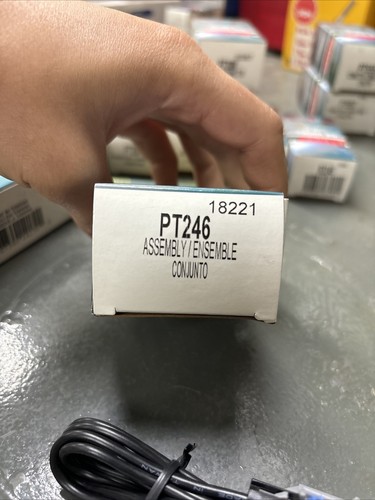 18221
PT246
ASSEMBLY / ENSEMBLE
CONJUNTO